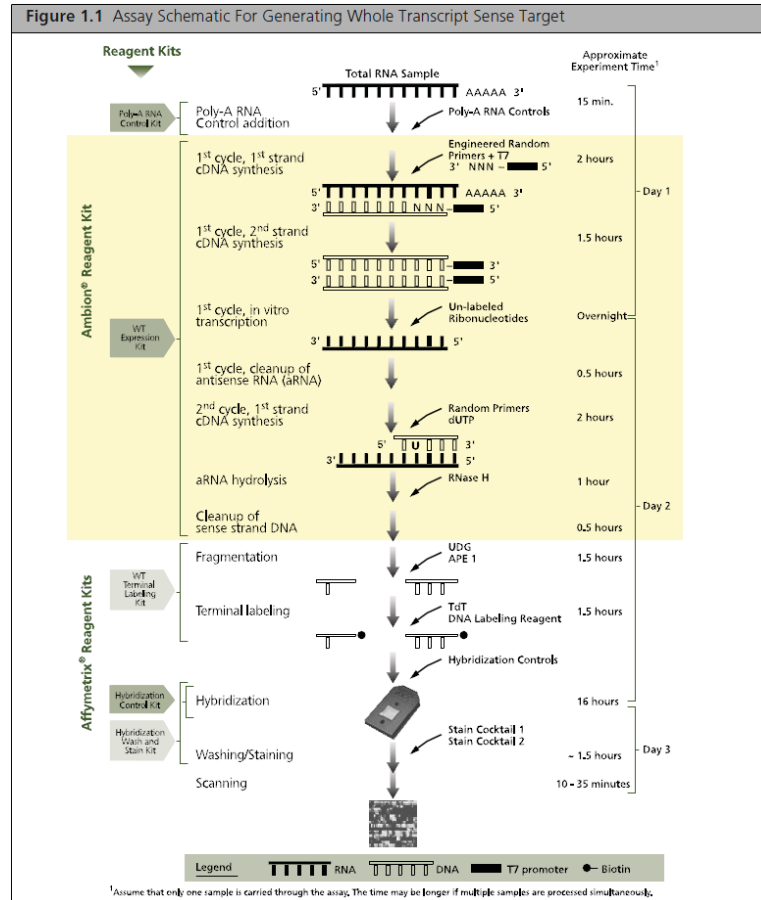 Figure 1.1 Assay Schematic For Generating Whole Transcript Sense Target
Reagent Kits
Approximate
Experiment Time¹
Total RNA Sample
5' AAAAA 3'
15 min.
Poly-A RNA
Control Kit
Poly-A RNA
Control addition
Poly-A RNA Controls
Ambion® Reagent Kit
WT
Expression
Kit
1st cycle, 1st strand
cDNA synthesis
Engineered Random
Primers + T7
3' NNN 5'
2 hours
Day 1
5' AAAAA 3'
3' N N N 5'
1st cycle, 2nd strand
cDNA synthesis
1.5 hours
5' 3'
3' 5'
1st cycle, in vitro
transcription
Un-labeled
Ribonucleotides
Overnight
3' 5'
1st cycle, cleanup of
antisense RNA (aRNA)
0.5 hours
2nd cycle, 1st strand
cDNA synthesis
Random Primers
dUTP
2 hours
5' U 3'
3' 5'
aRNA hydrolysis
RNase H
1 hour
Day 2
Cleanup of
sense strand DNA
0.5 hours
Affymetrix® Reagent Kits
WT
Terminal
Labeling
Kit
Fragmentation
UDG
APE 1
1.5 hours
Terminal labeling
TdT
DNA Labeling Reagent
1.5 hours
Hybridization Controls
Hybridization
Control Kit
Hybridization
16 hours
Hybridization
Wash and
Stain Kit
Stain Cocktail 1
Stain Cocktail 2
Washing/Staining
~ 1.5 hours
Day 3
Scanning
10 - 35 minutes
Legend RNA DNA T7 promoter Biotin
¹Assume that only one sample is carried through the assay. The time may be longer if multiple samples are processed simultaneously.